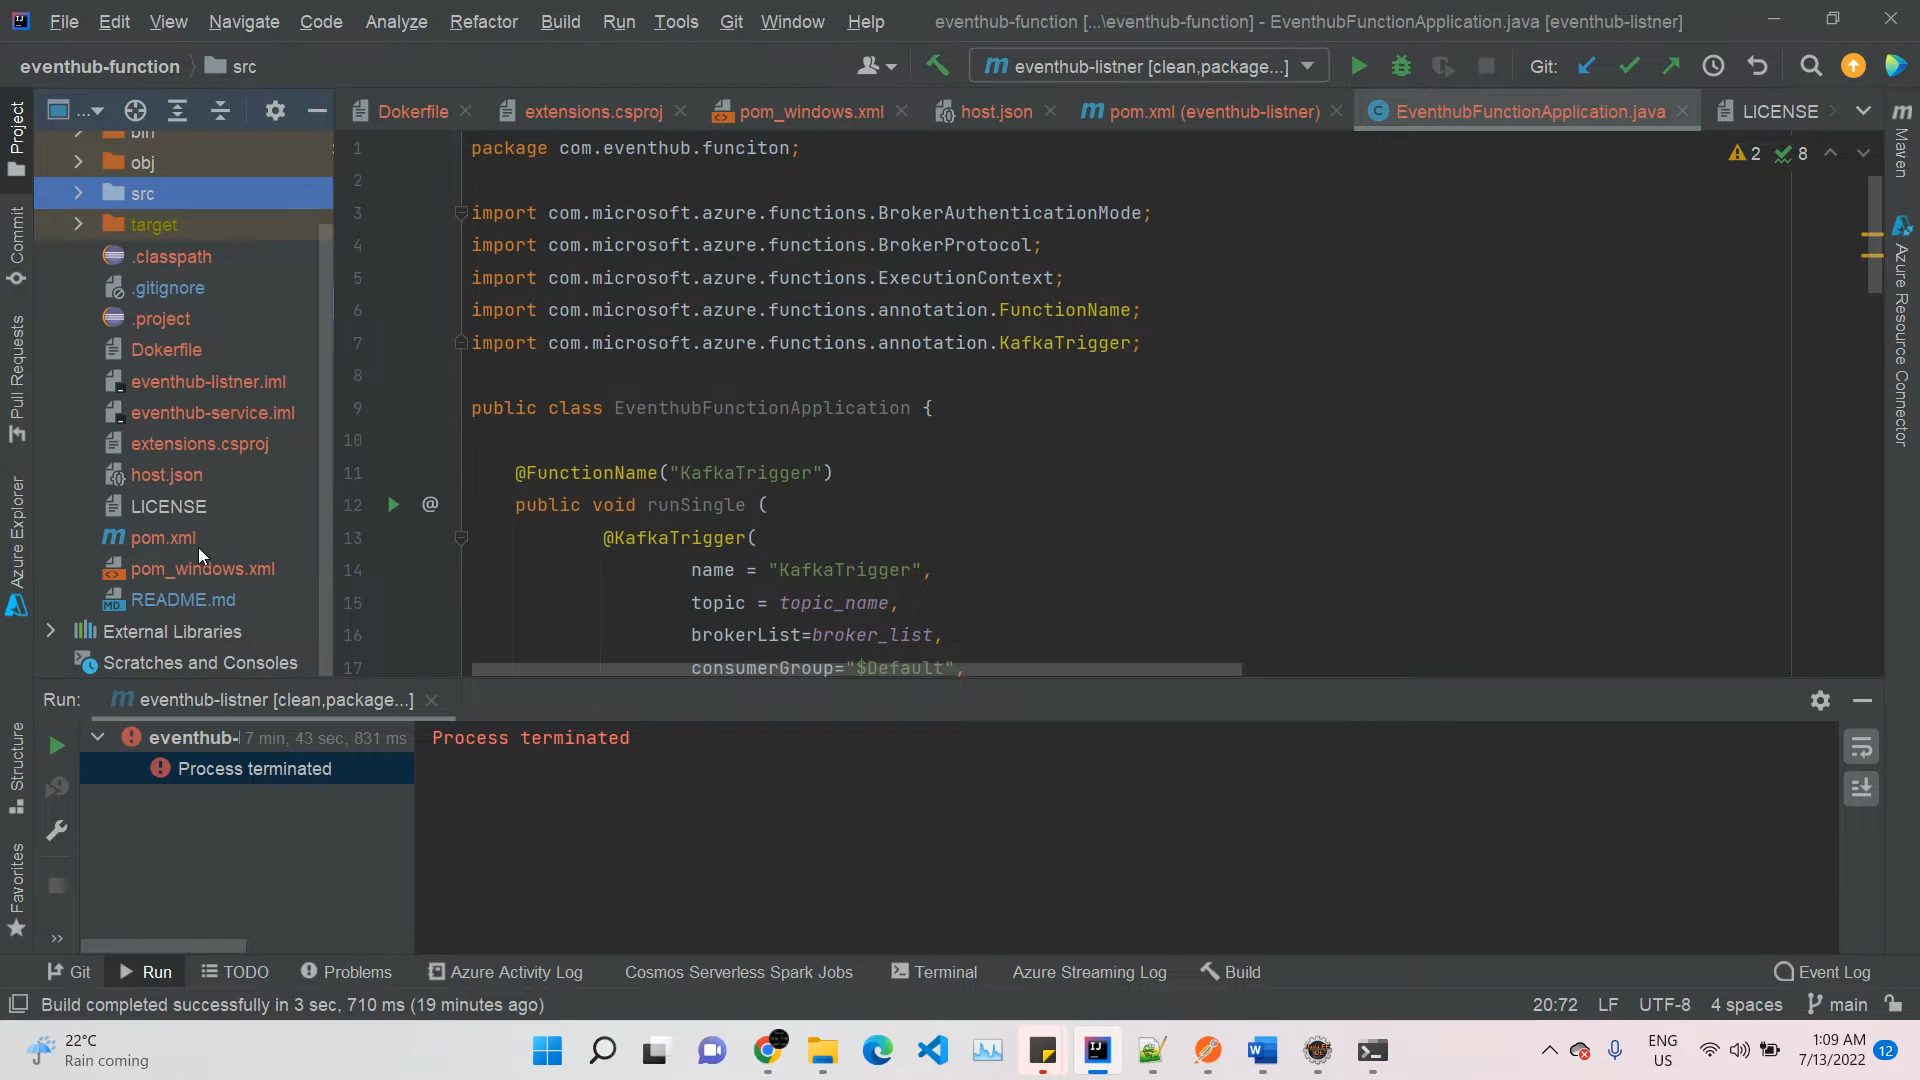 File Edit View Navigate Code Analyze Refactor Build Run Tools Git Window Help eventhub-function [...\eventhub-function] - EventhubFunctionApplication.java [eventhub-listner]
eventhub-function src eventhub-listner [clean,package...] Git:
... Dokerfile extensions.csproj pom_windows.xml host.json pom.xml (eventhub-listner) EventhubFunctionApplication.java LICENSE
Project
Commit
Pull Requests
Azure Explorer
Structure
Favorites
bin
obj
src
target
.classpath
.gitignore
.project
Dokerfile
eventhub-listner.iml
eventhub-service.iml
extensions.csproj
host.json
LICENSE
pom.xml
pom_windows.xml
README.md
External Libraries
Scratches and Consoles
1 package com.eventhub.funciton;
2
3 import com.microsoft.azure.functions.BrokerAuthenticationMode;
4 import com.microsoft.azure.functions.BrokerProtocol;
5 import com.microsoft.azure.functions.ExecutionContext;
6 import com.microsoft.azure.functions.annotation.FunctionName;
7 import com.microsoft.azure.functions.annotation.KafkaTrigger;
8
9 public class EventhubFunctionApplication {
10
11 @FunctionName("KafkaTrigger")
12 @ public void runSingle (
13 @KafkaTrigger(
14 name = "KafkaTrigger",
15 topic = topic_name,
16 brokerList=broker_list,
17 consumerGroup="$Default",
2 8
Maven
Azure Resource Connector
Run: eventhub-listner [clean,package...]
eventhub-l 7 min, 43 sec, 831 ms
Process terminated
Process terminated
Git Run TODO Problems Azure Activity Log Cosmos Serverless Spark Jobs Terminal Azure Streaming Log Build Event Log
Build completed successfully in 3 sec, 710 ms (19 minutes ago) 20:72 LF UTF-8 4 spaces main
22°C
Rain coming
ENG
US
1:09 AM
7/13/2022
12